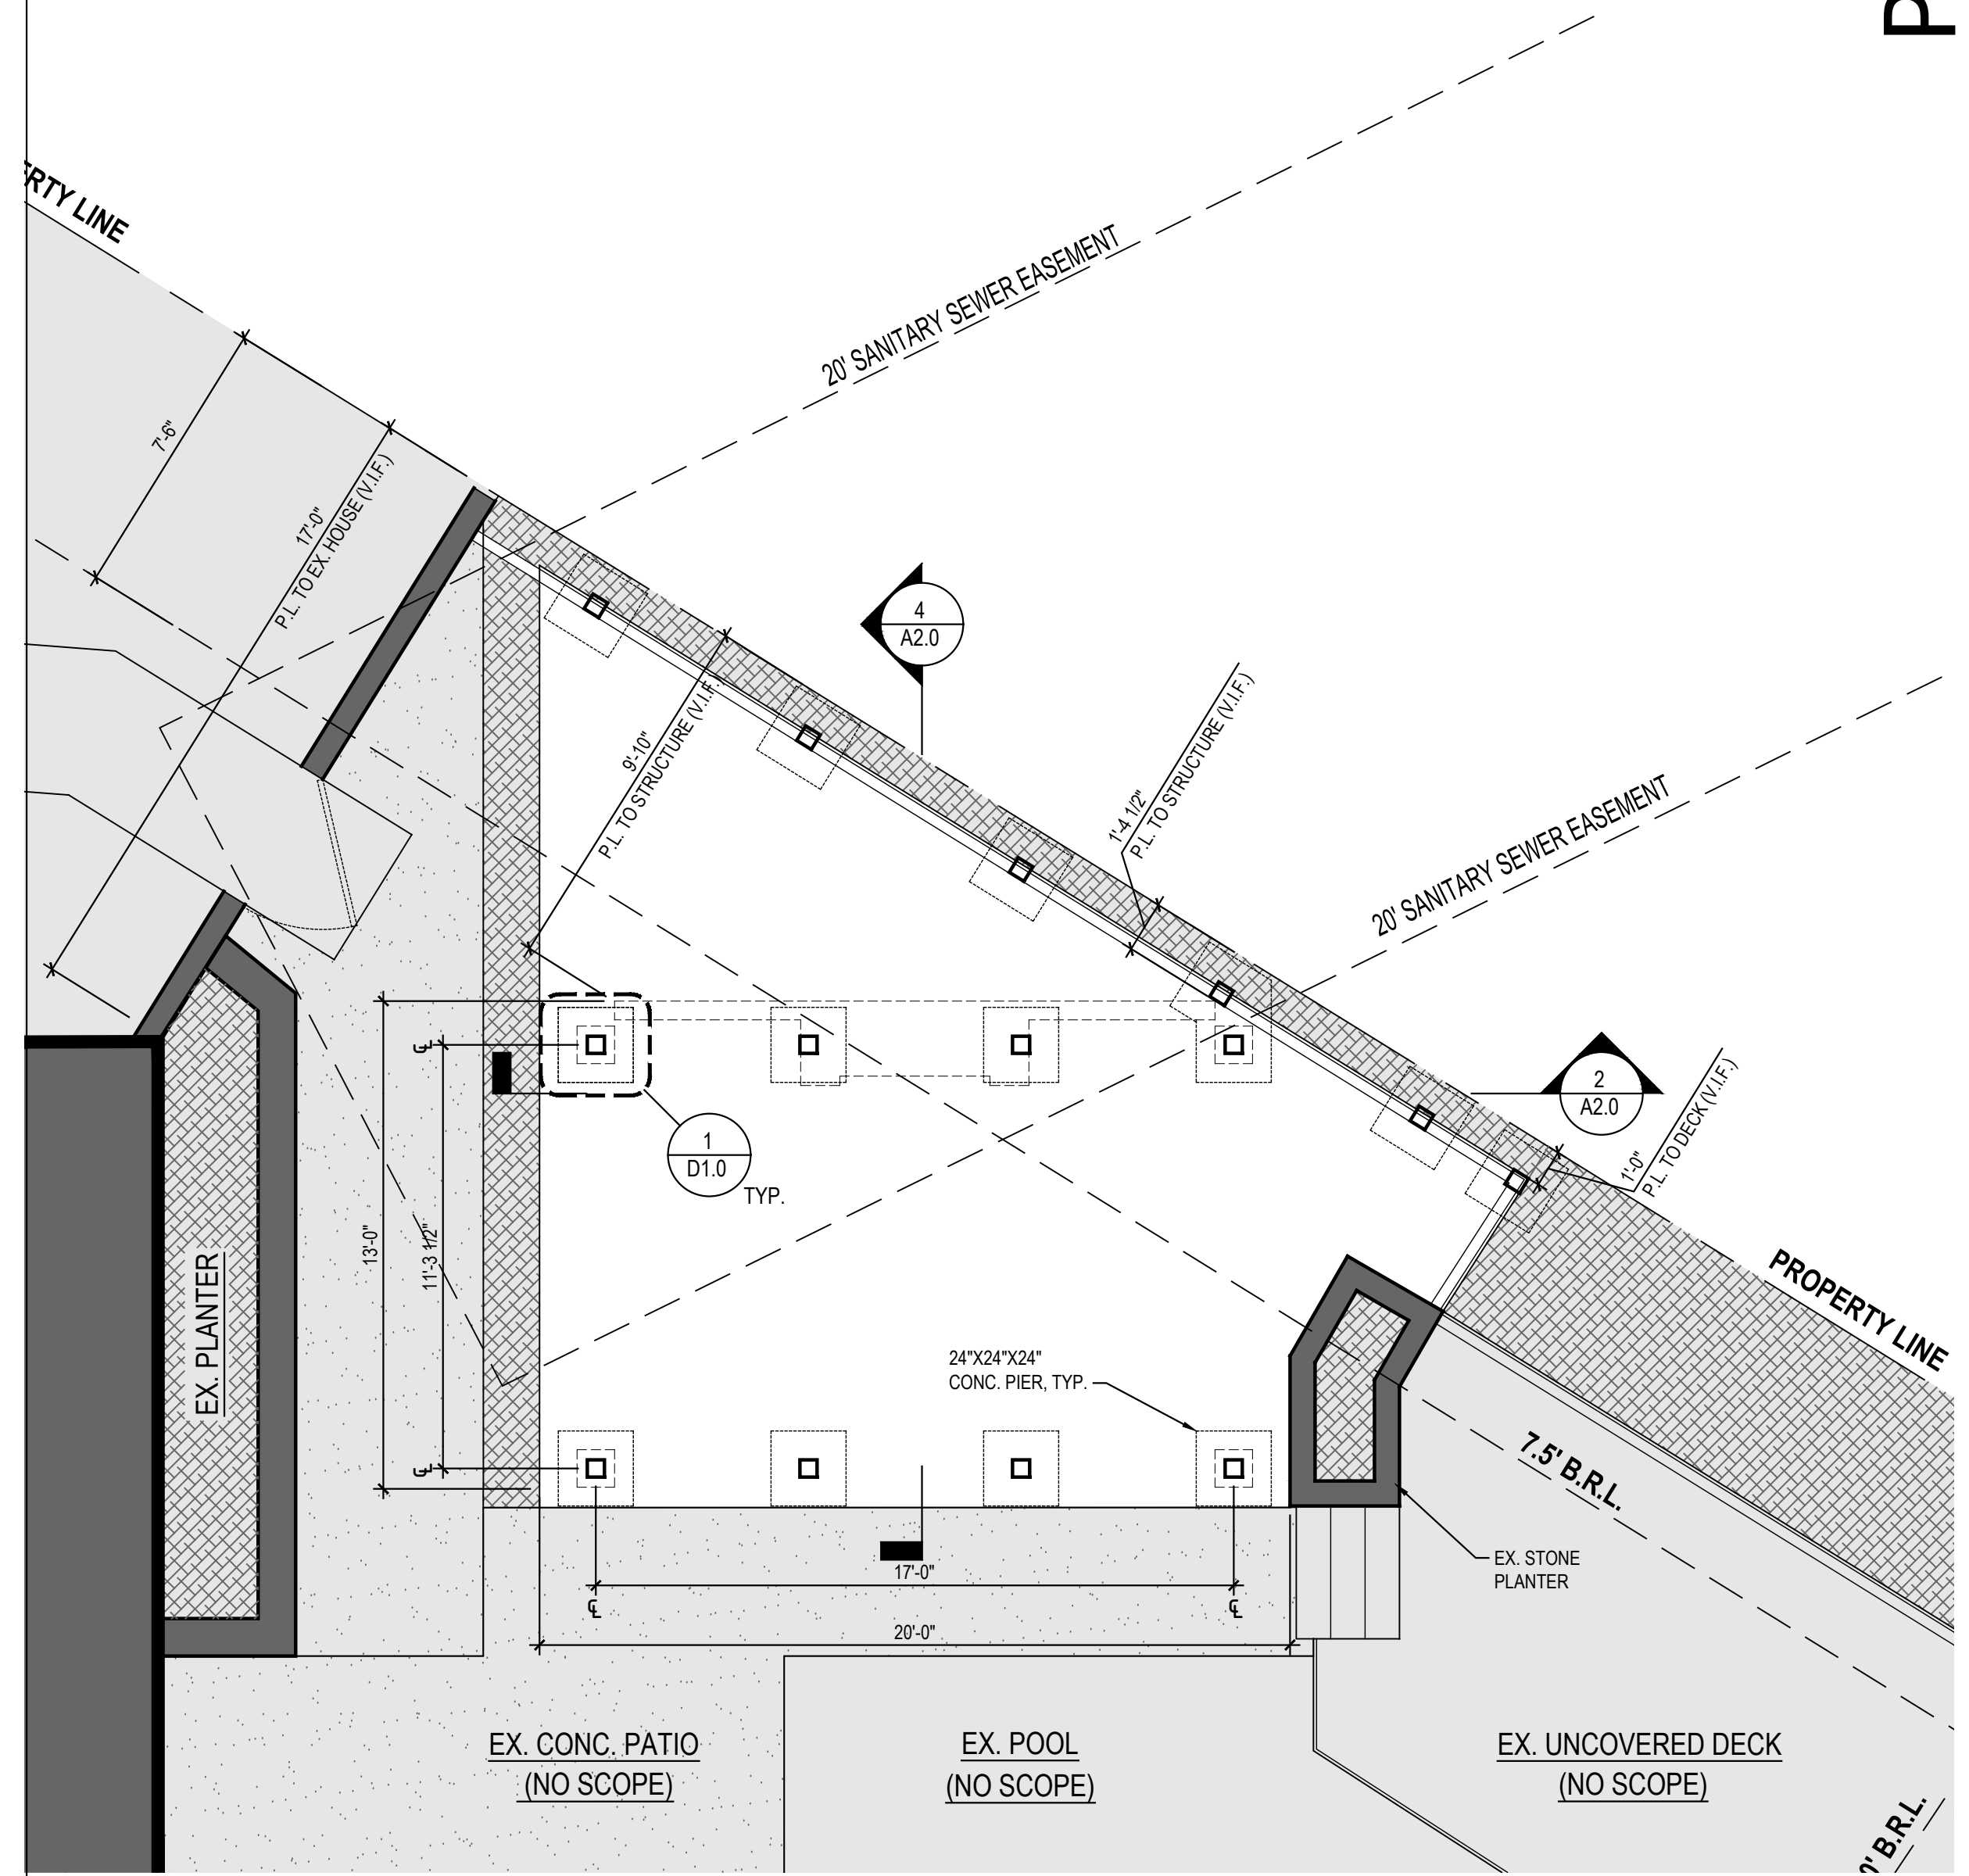 P
ERTY LINE
20' SANITARY SEWER EASEMENT
7'-6"
17'-0"
P.L. TO EX. HOUSE (V.I.F.)
4
A2.0
9'-10"
P.L. TO STRUCTURE (V.I.F.)
1'-4 1/2"
P.L. TO STRUCTURE (V.I.F.)
20' SANITARY SEWER EASEMENT
2
A2.0
1'-0"
P.L. TO DECK (V.I.F.)
℄
1
D1.0
TYP.
13'-0"
11'-3 1/2"
EX. PLANTER
PROPERTY LINE
24"X24"X24"
CONC. PIER, TYP.
℄
7.5' B.R.L.
EX. STONE
PLANTER
17'-0"
℄
℄
20'-0"
EX. CONC. PATIO
(NO SCOPE)
EX. POOL
(NO SCOPE)
EX. UNCOVERED DECK
(NO SCOPE)
0' B.R.L.